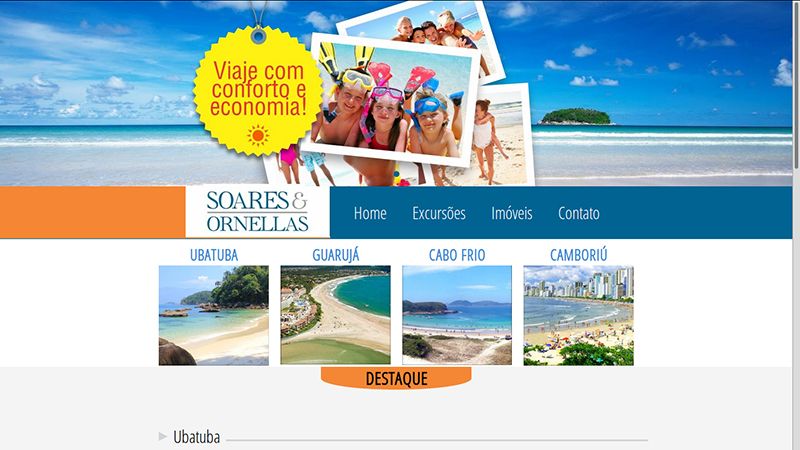 Viaje com
conforto e
economia!
SOARES &
ORNELLAS
Home Excursões Imóveis Contato
UBATUBA GUARUJÁ CABO FRIO CAMBORIÚ
DESTAQUE
Ubatuba